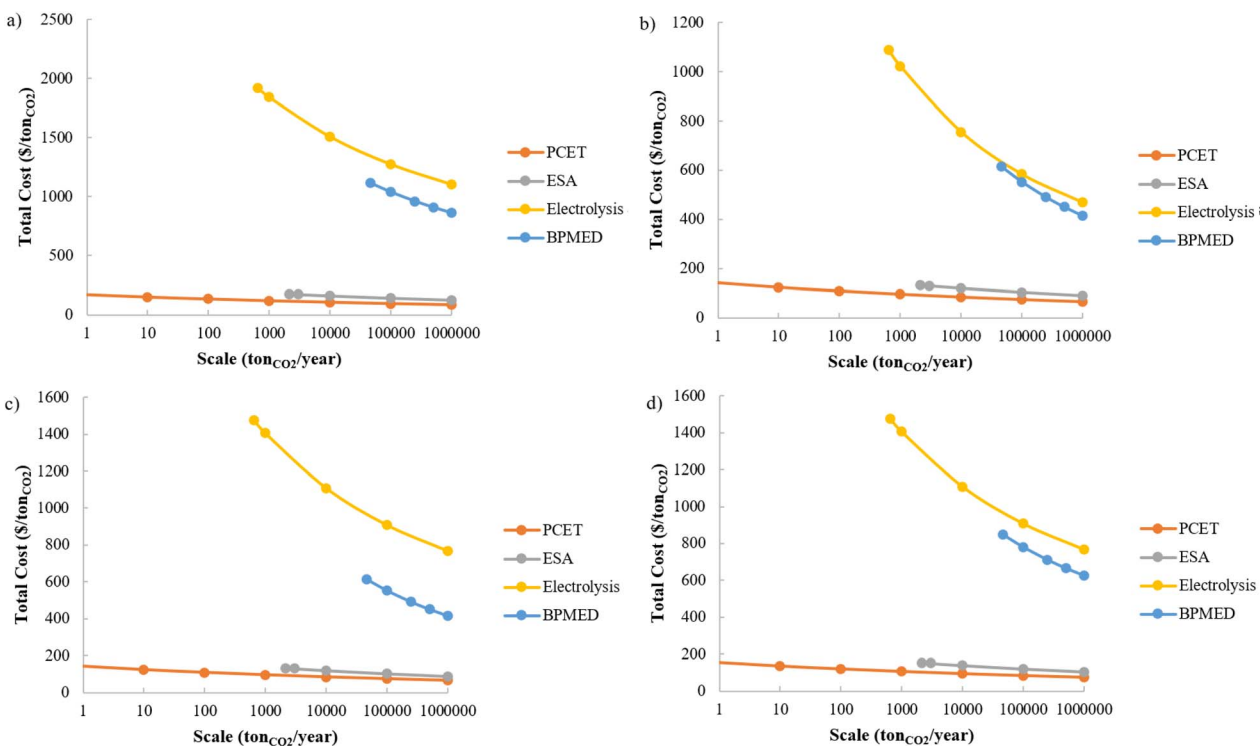 a)
2500
2000
1500
1000
500
0
Total Cost ($/tonCO2)
1 10 100 1000 10000 100000 1000000
Scale (tonCO2/year)
PCET
ESA
Electrolysis
BPMED
b)
1200
1000
800
600
400
200
0
Total Cost ($/tonCO2)
1 10 100 1000 10000 100000 1000000
Scale (tonCO2/year)
PCET
ESA
Electrolysis
BPMED
c)
1600
1400
1200
1000
800
600
400
200
0
Total Cost ($/tonCO2)
1 10 100 1000 10000 100000 1000000
Scale (tonCO2/year)
PCET
ESA
Electrolysis
BPMED
d)
1600
1400
1200
1000
800
600
400
200
0
Total Cost ($/tonCO2)
1 10 100 1000 10000 100000 1000000
Scale (tonCO2/year)
PCET
ESA
Electrolysis
BPMED